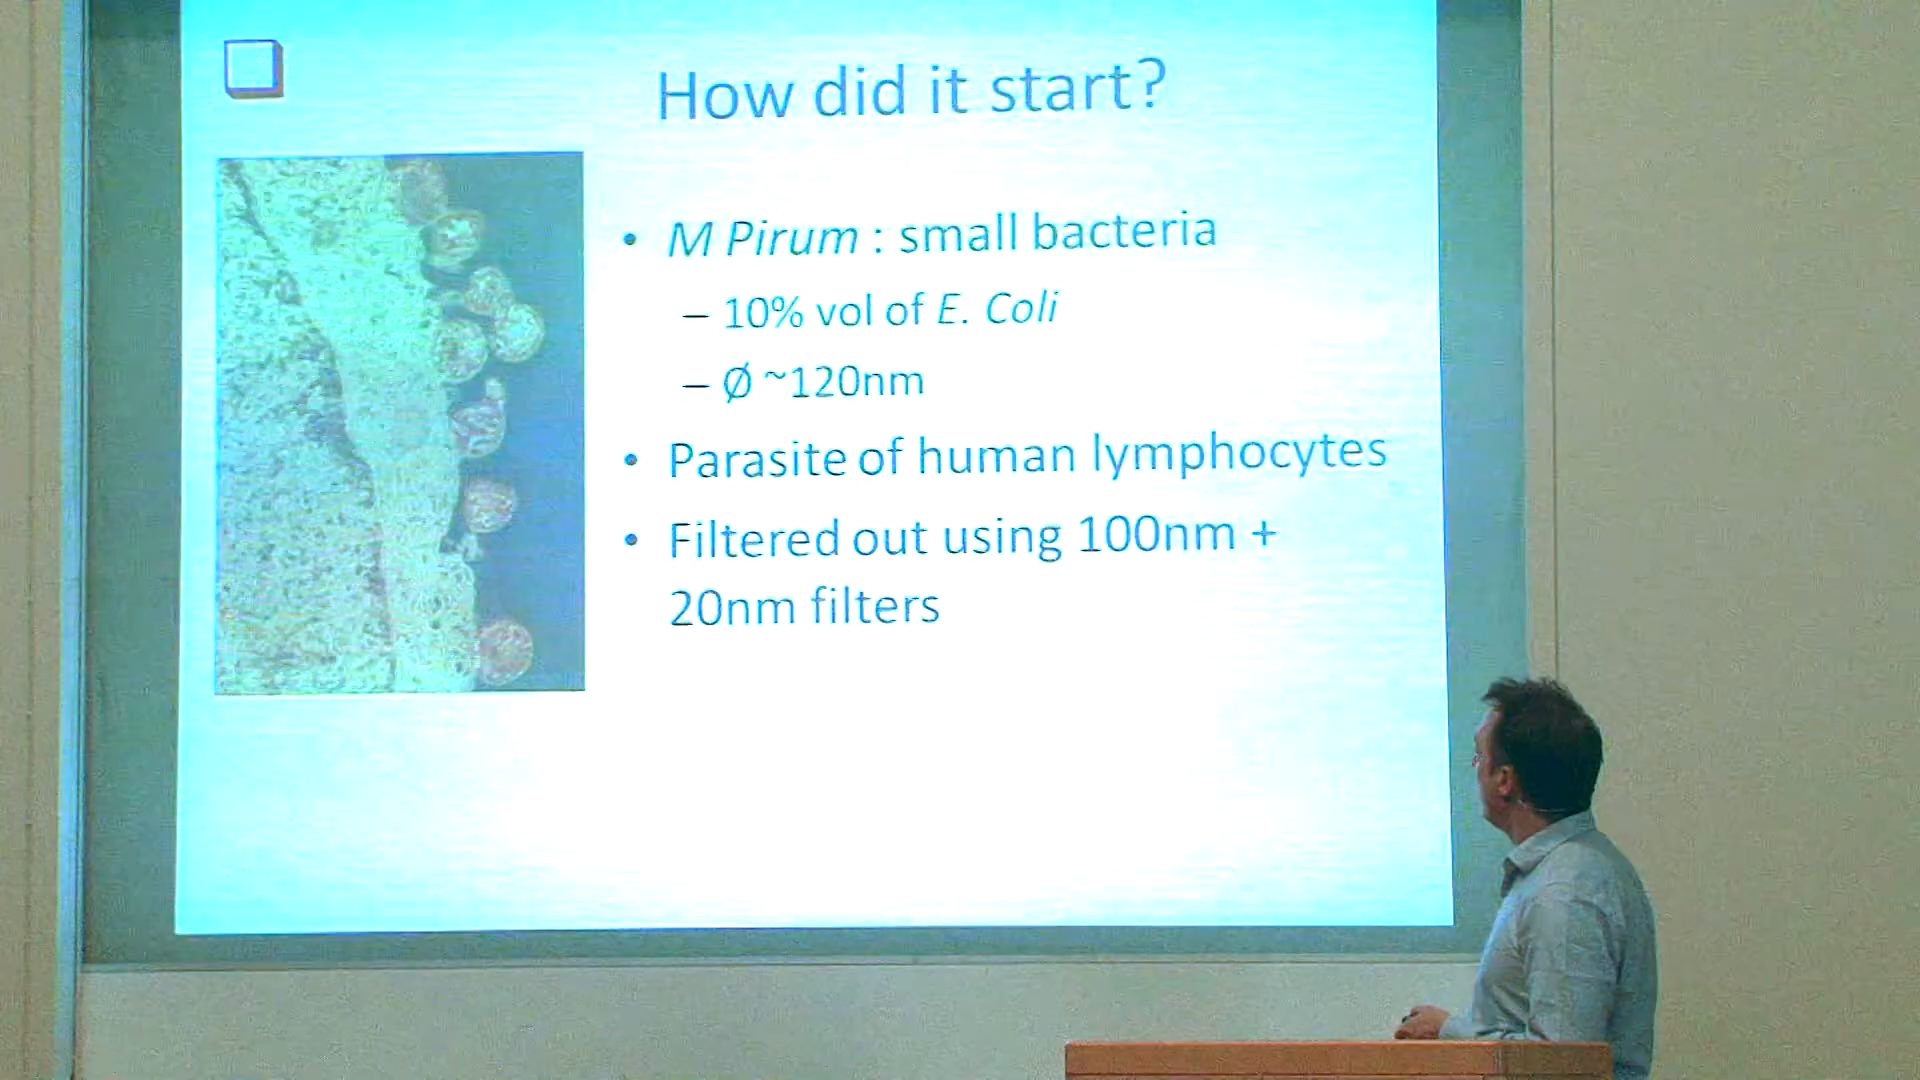 How did it start?
• M Pirum : small bacteria
– 10% vol of E. Coli
– Ø ~120nm
• Parasite of human lymphocytes
• Filtered out using 100nm +
20nm filters